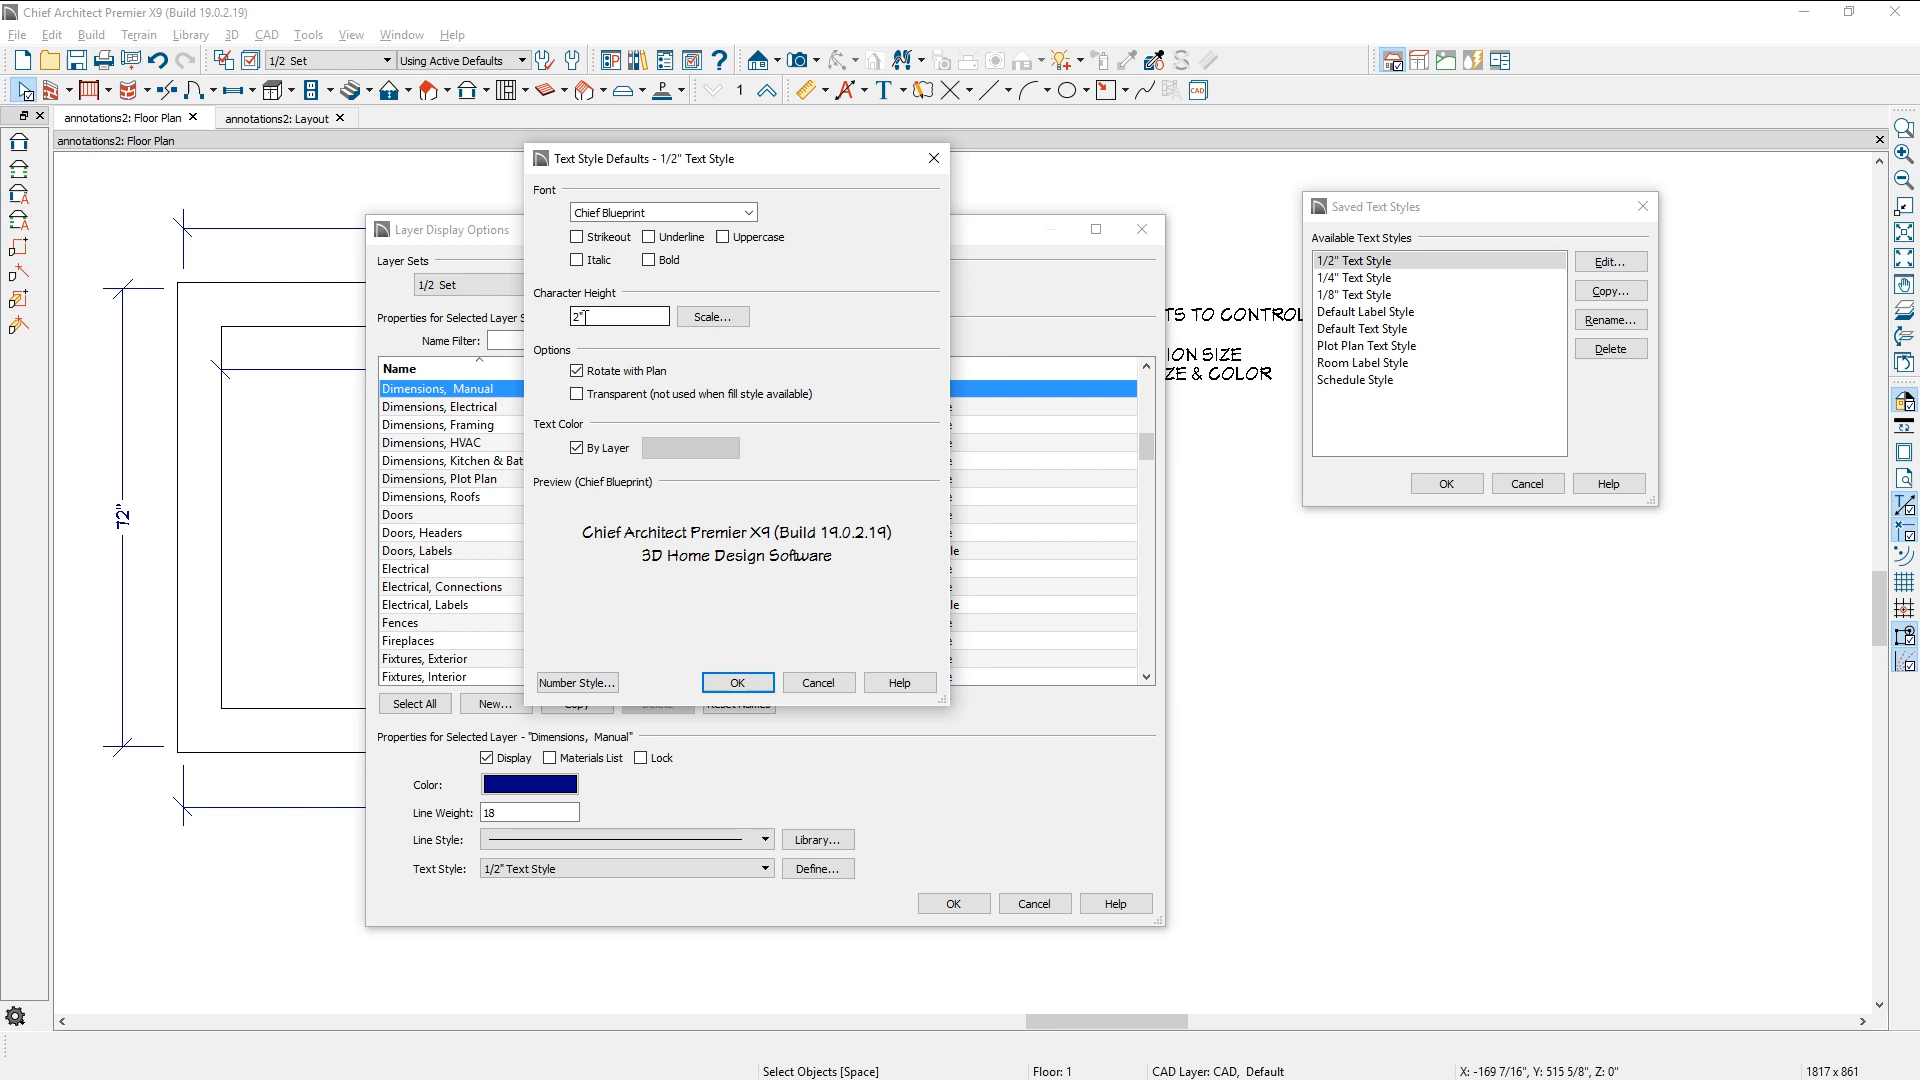 Chief Architect Premier X9 (Build 19.0.2.19)
File Edit Build Terrain Library 3D CAD Tools View Window Help
1/2 Set Using Active Defaults
1
annotations2: Floor Plan annotations2: Layout
annotations2: Floor Plan
72"
TS TO CONTROL
ION SIZE
ZE & COLOR
Layer Display Options
Layer Sets
1/2 Set
Properties for Selected Layer S
Name Filter:
Name
Dimensions, Manual
Dimensions, Electrical
Dimensions, Framing
Dimensions, HVAC
Dimensions, Kitchen & Bat
Dimensions, Plot Plan
Dimensions, Roofs
Doors
Doors, Headers
Doors, Labels
Electrical
Electrical, Connections
Electrical, Labels
Fences
Fireplaces
Fixtures, Exterior
Fixtures, Interior
Select All New... Copy Delete Reset Names
Properties for Selected Layer - "Dimensions, Manual"
Display Materials List Lock
Color:
Line Weight: 18
Line Style: Library...
Text Style: 1/2" Text Style Define...
OK Cancel Help
Text Style Defaults - 1/2" Text Style
Font
Chief Blueprint
Strikeout Underline Uppercase
Italic Bold
Character Height
2" Scale...
Options
Rotate with Plan
Transparent (not used when fill style available)
Text Color
By Layer
Preview (Chief Blueprint)
Chief Architect Premier X9 (Build 19.0.2.19)
3D Home Design Software
Number Style... OK Cancel Help
Saved Text Styles
Available Text Styles
1/2" Text Style
1/4" Text Style
1/8" Text Style
Default Label Style
Default Text Style
Plot Plan Text Style
Room Label Style
Schedule Style
Edit...
Copy...
Rename...
Delete
OK Cancel Help
Select Objects [Space] Floor: 1 CAD Layer: CAD, Default X: -169 7/16", Y: 515 5/8", Z: 0" 1817 x 861